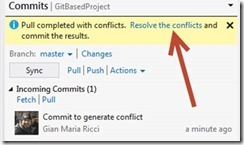 Commits | GitBasedProject
Pull completed with conflicts. Resolve the conflicts and
commit the results.
Branch: master | Changes
Sync Pull | Push | Actions
Incoming Commits (1)
Fetch | Pull
Commit to generate conflict
Gian Maria Ricci a minute ago